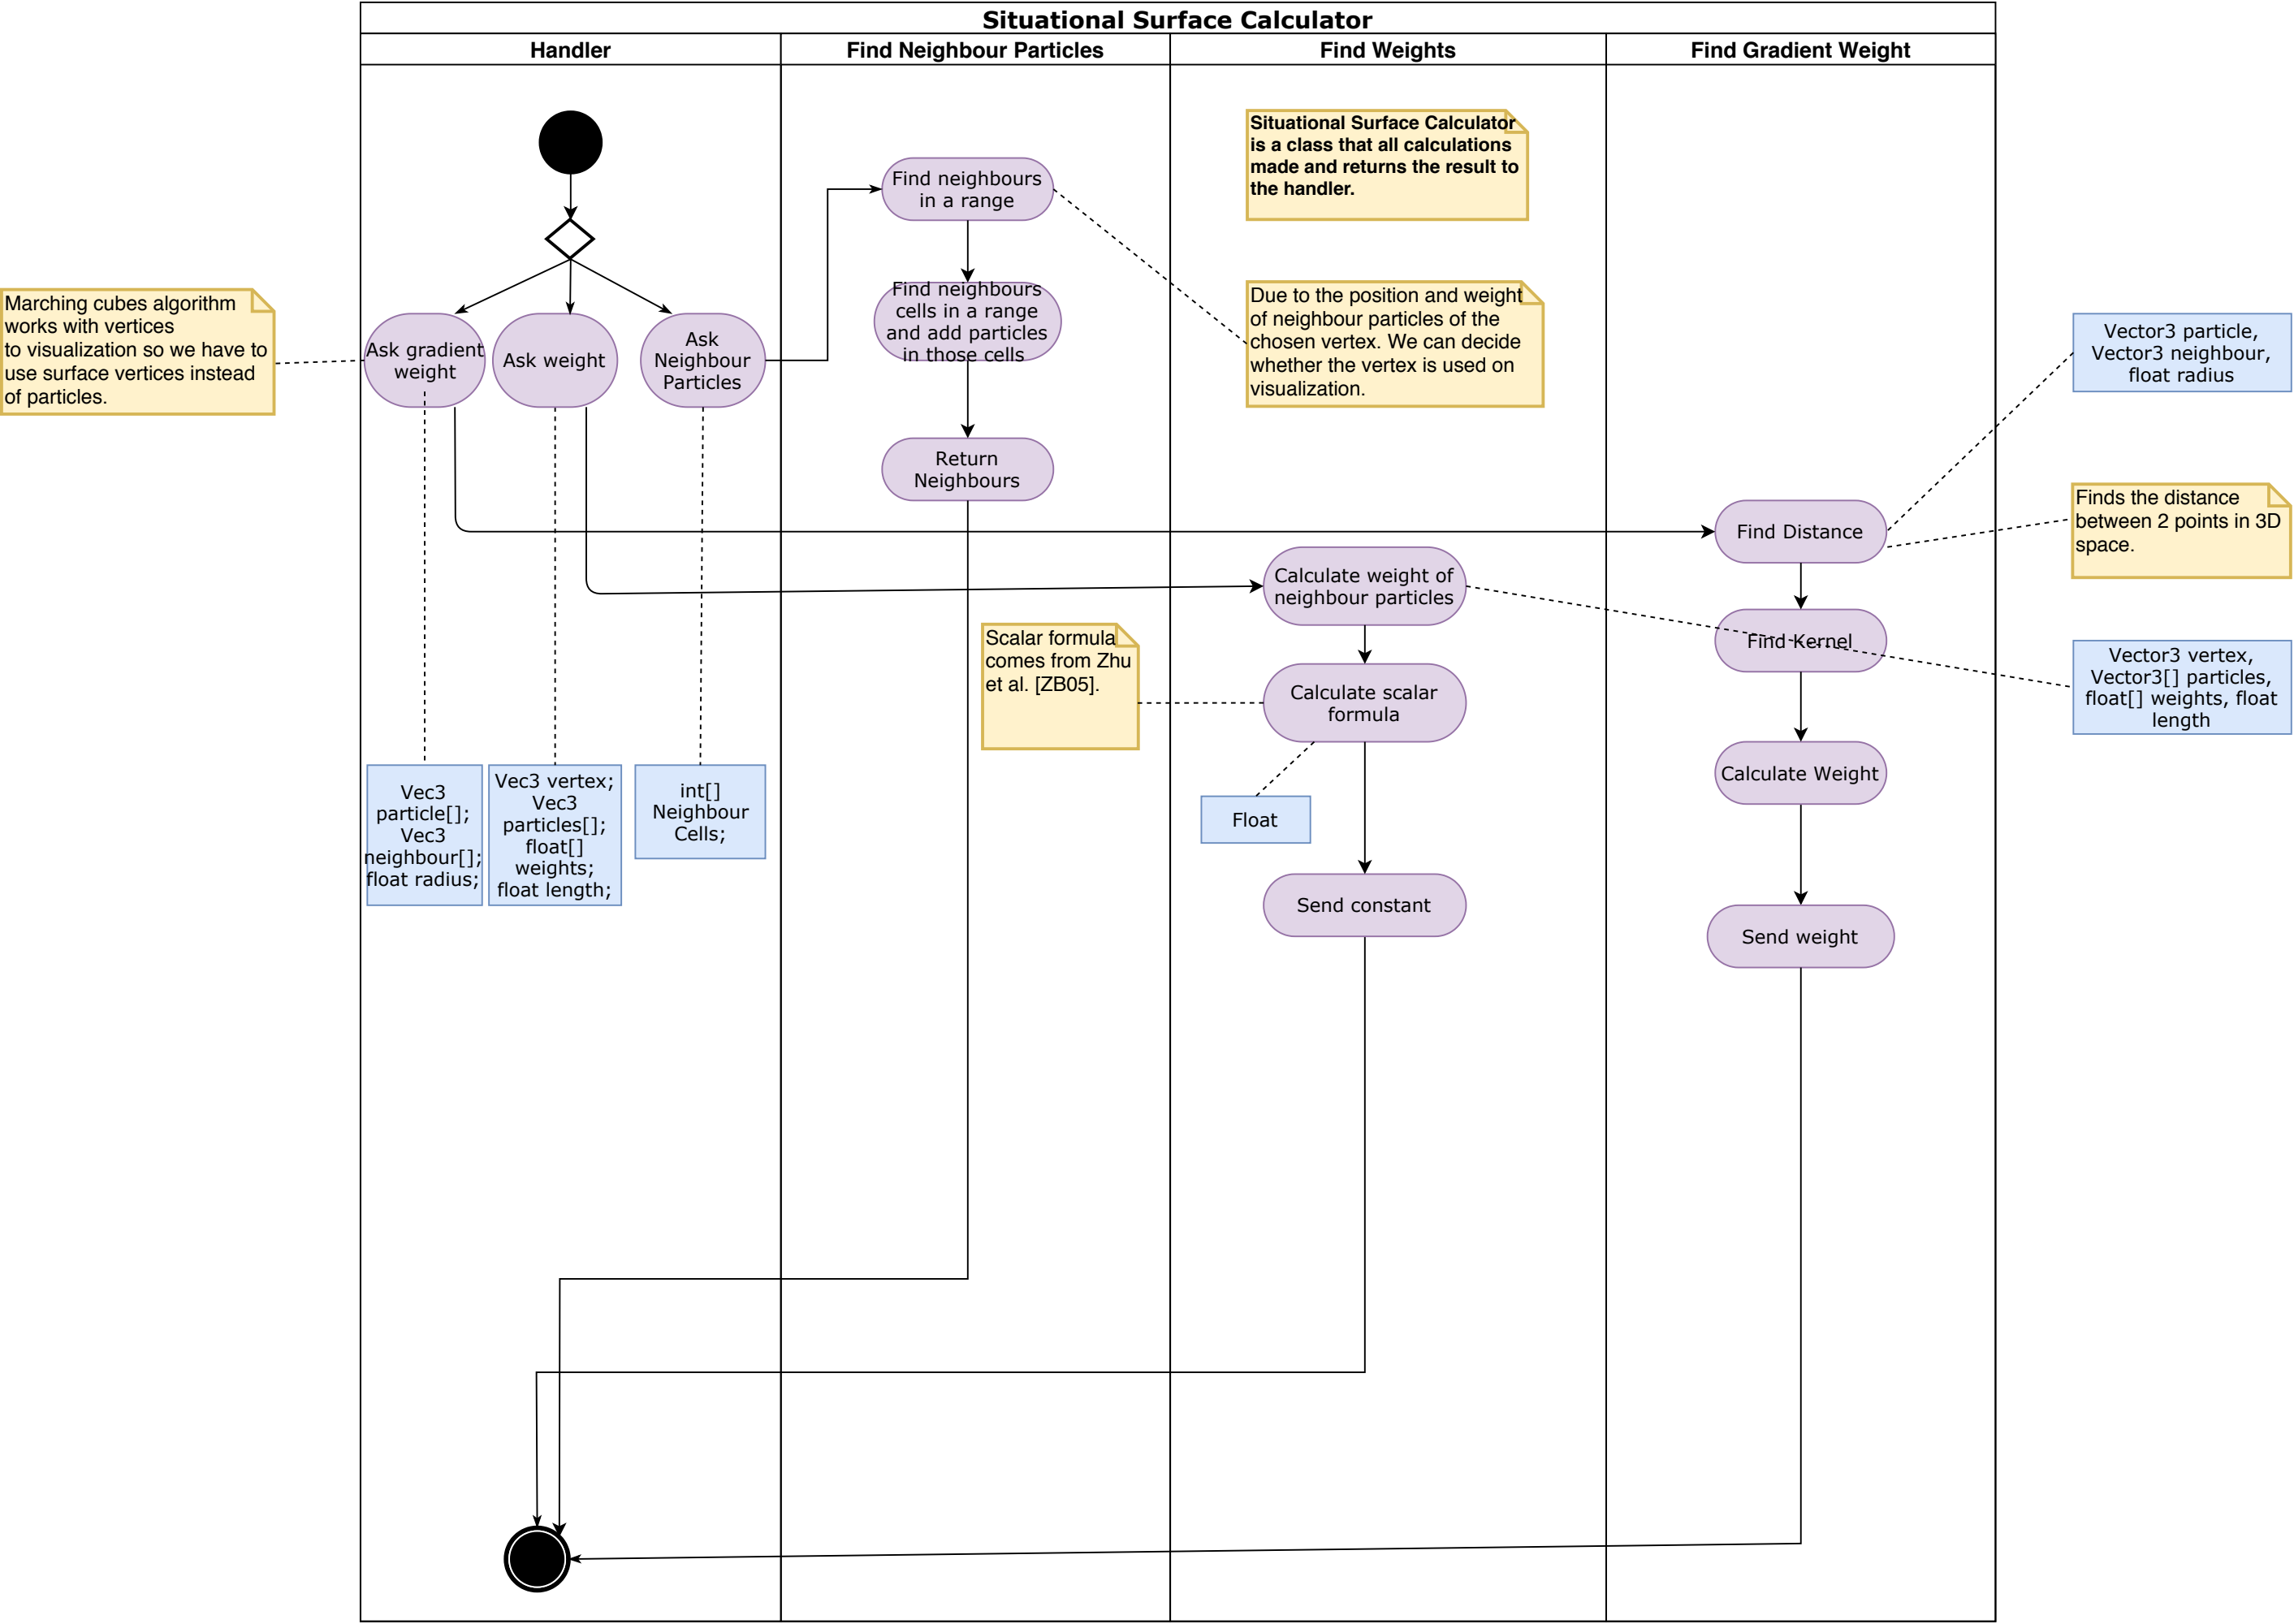 Situational Surface Calculator
Handler
Find Neighbour Particles
Find Weights
Find Gradient Weight
Marching cubes algorithm
works with vertices
to visualization so we have to
use surface vertices instead
of particles.
Ask gradient
weight
Ask weight
Ask
Neighbour
Particles
Vec3
particle[];
Vec3
neighbour[];
float radius;
Vec3 vertex;
Vec3
particles[];
float[]
weights;
float length;
int[]
Neighbour
Cells;
Find neighbours
in a range
Find neighbours
cells in a range
and add particles
in those cells
Return
Neighbours
Situational Surface Calculator
is a class that all calculations
made and returns the result to
the handler.
Due to the position and weight
of neighbour particles of the
chosen vertex. We can decide
whether the vertex is used on
visualization.
Calculate weight of
neighbour particles
Scalar formula
comes from Zhu
et al. [ZB05].
Calculate scalar
formula
Float
Send constant
Find Distance
Find Kernel
Calculate Weight
Send weight
Vector3 particle,
Vector3 neighbour,
float radius
Finds the distance
between 2 points in 3D
space.
Vector3 vertex,
Vector3[] particles,
float[] weights, float
length